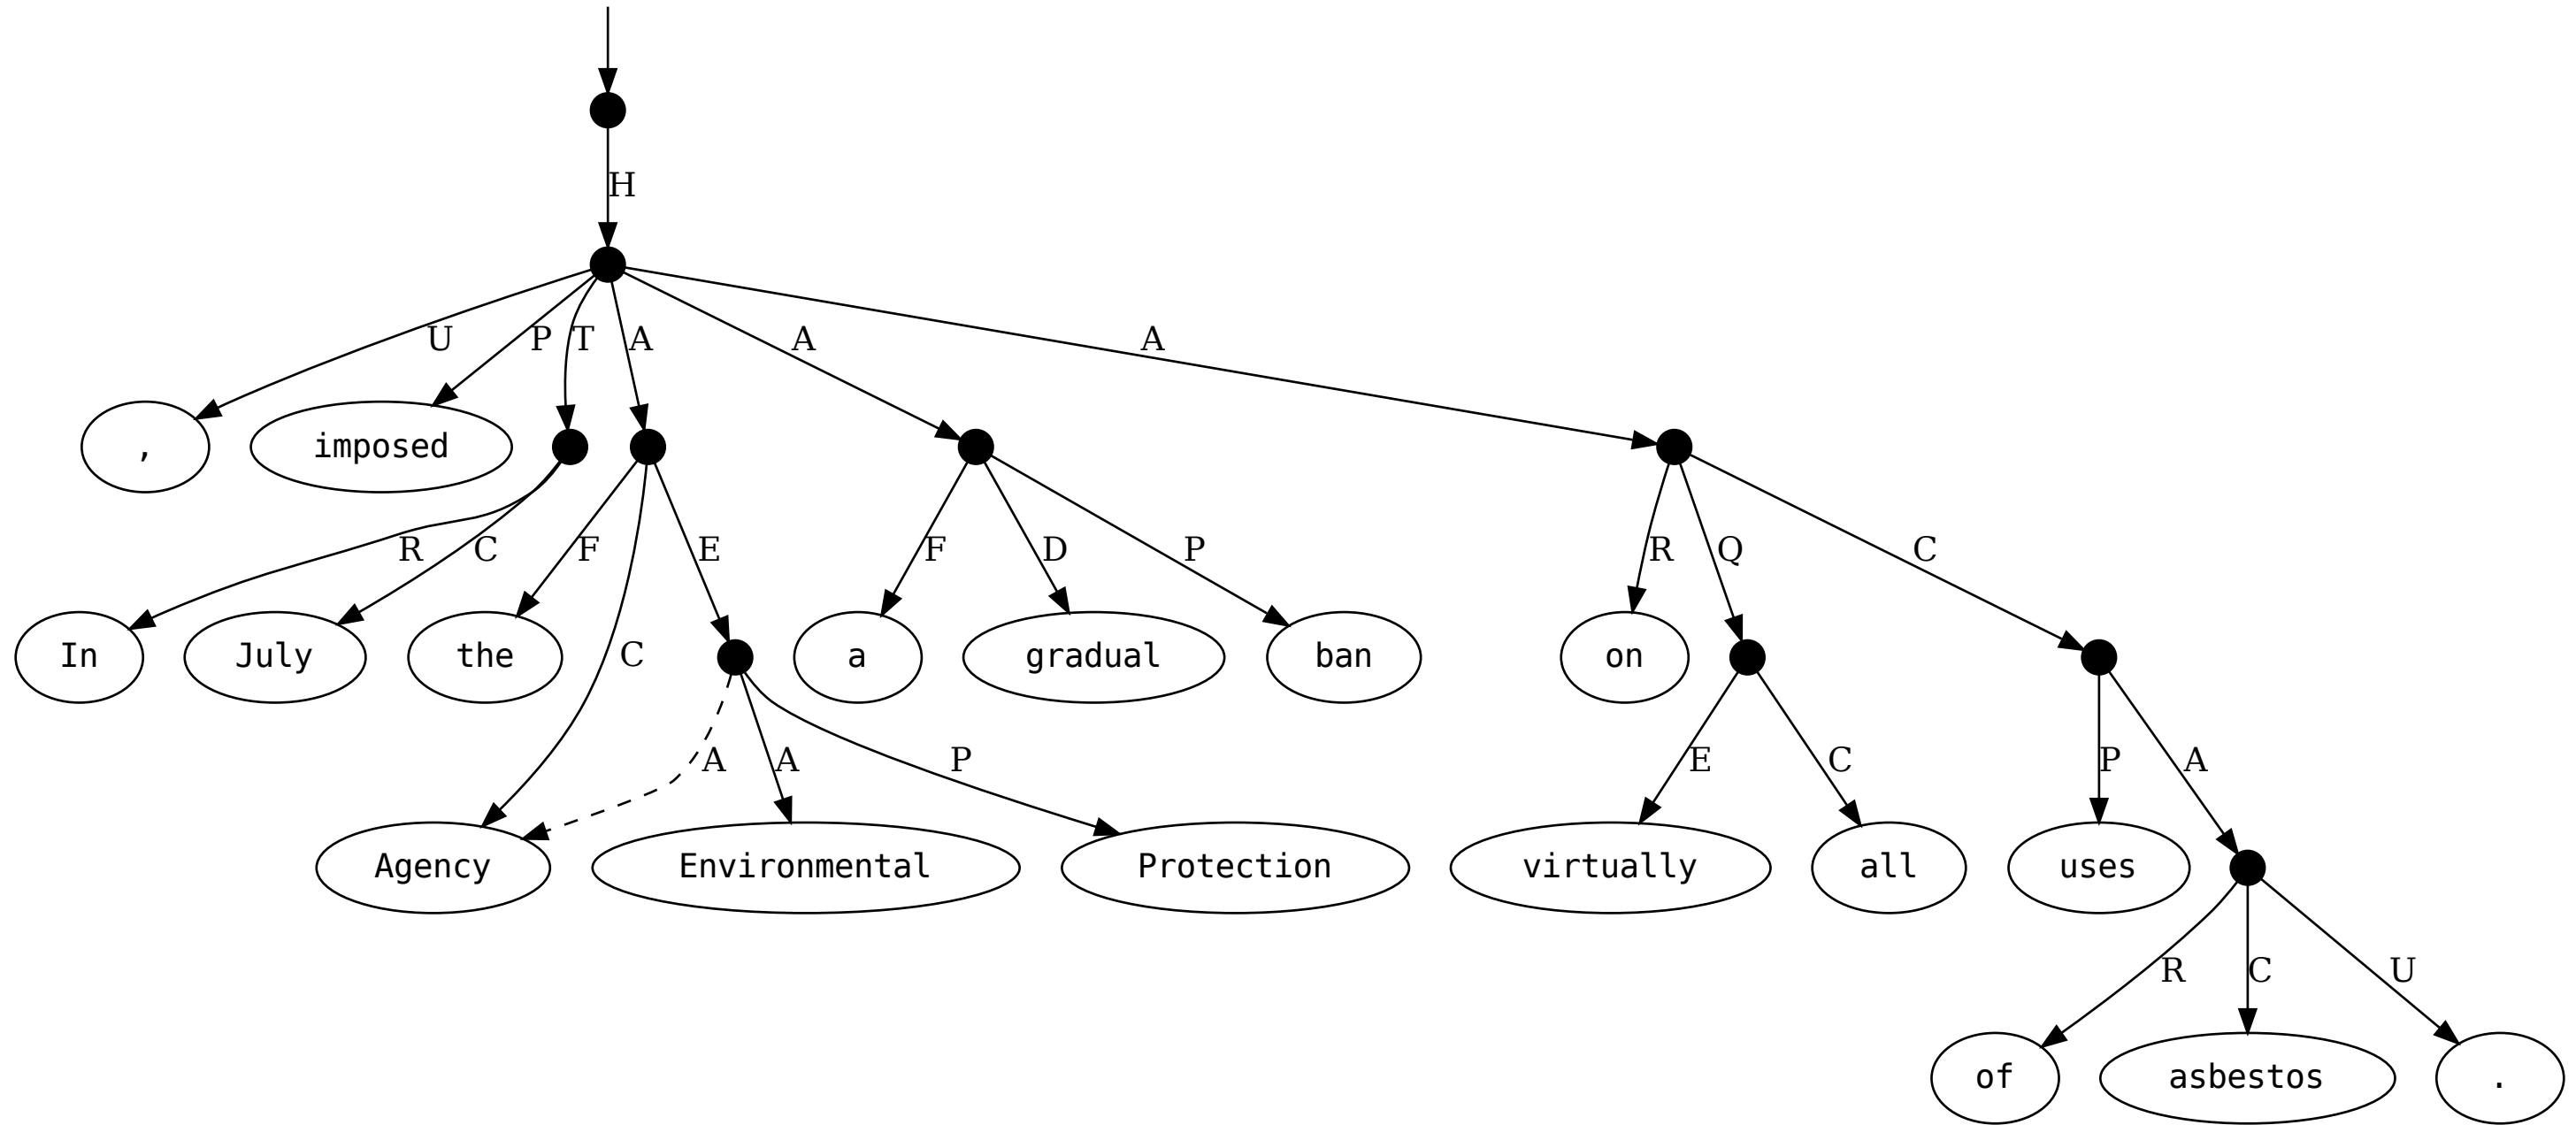 H
U P T A A A
, imposed
R C F E F D P R Q C
In July the C a gradual ban on
A A P E C P A
Agency Environmental Protection virtually all uses
R C U
of asbestos .